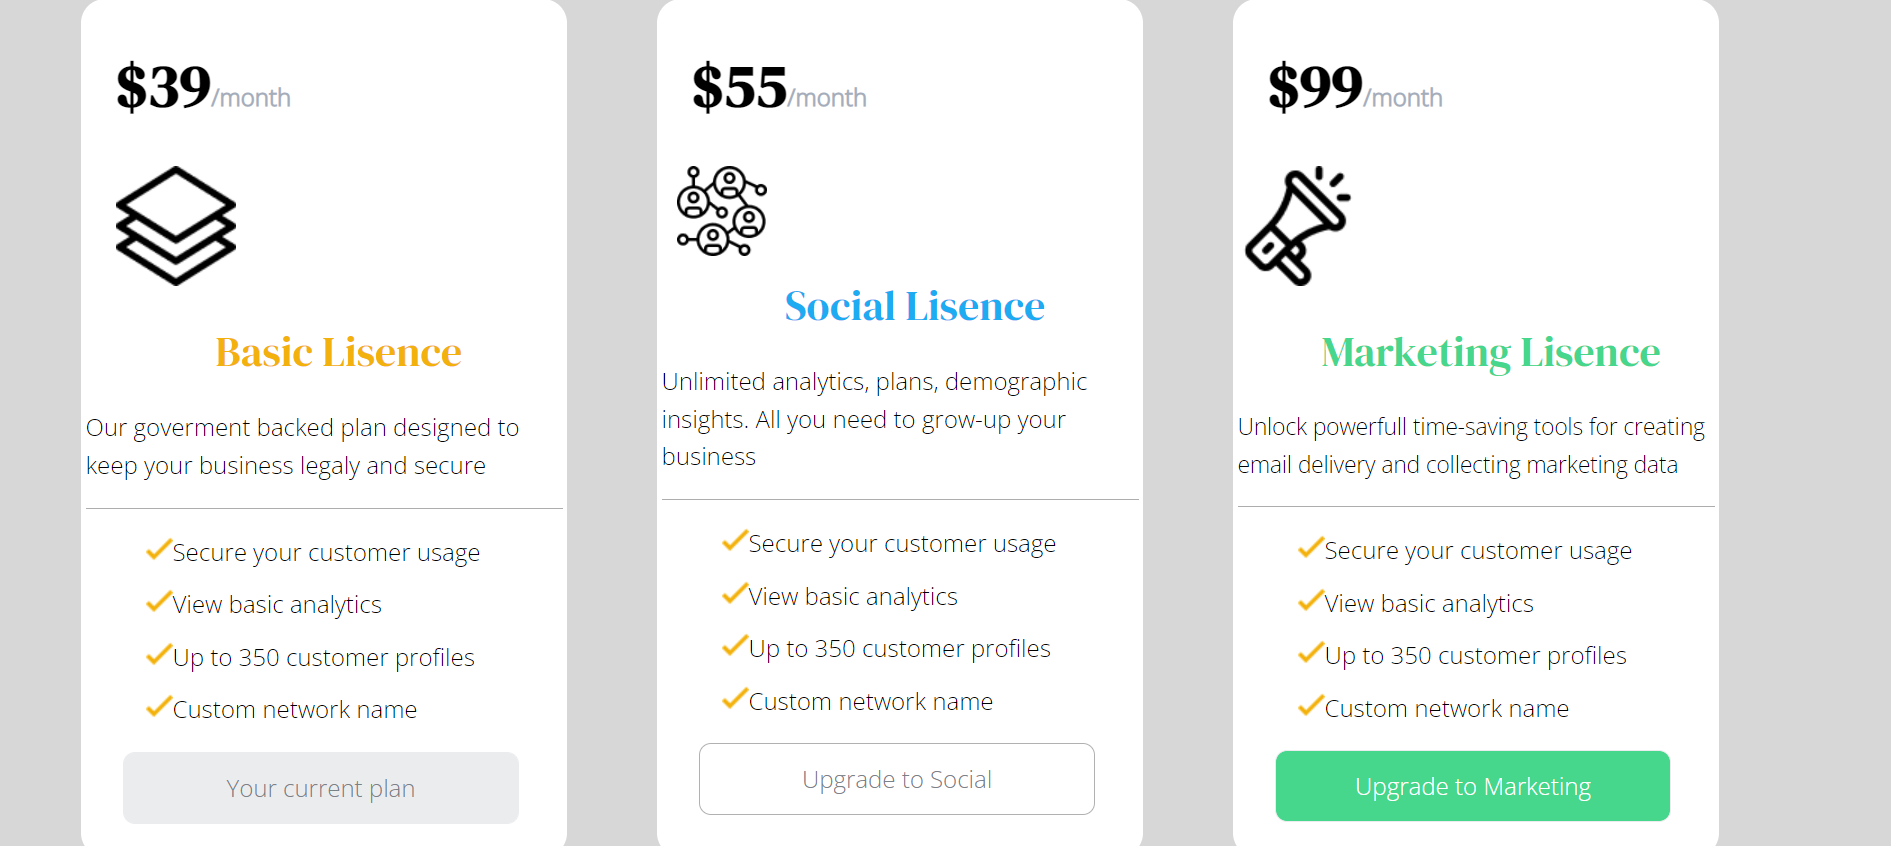 $39/month
Basic Lisence
Our goverment backed plan designed to
keep your business legaly and secure
Secure your customer usage
View basic analytics
Up to 350 customer profiles
Custom network name
Your current plan
$55/month
Social Lisence
Unlimited analytics, plans, demographic
insights. All you need to grow-up your
business
Secure your customer usage
View basic analytics
Up to 350 customer profiles
Custom network name
Upgrade to Social
$99/month
Marketing Lisence
Unlock powerfull time-saving tools for creating
email delivery and collecting marketing data
Secure your customer usage
View basic analytics
Up to 350 customer profiles
Custom network name
Upgrade to Marketing